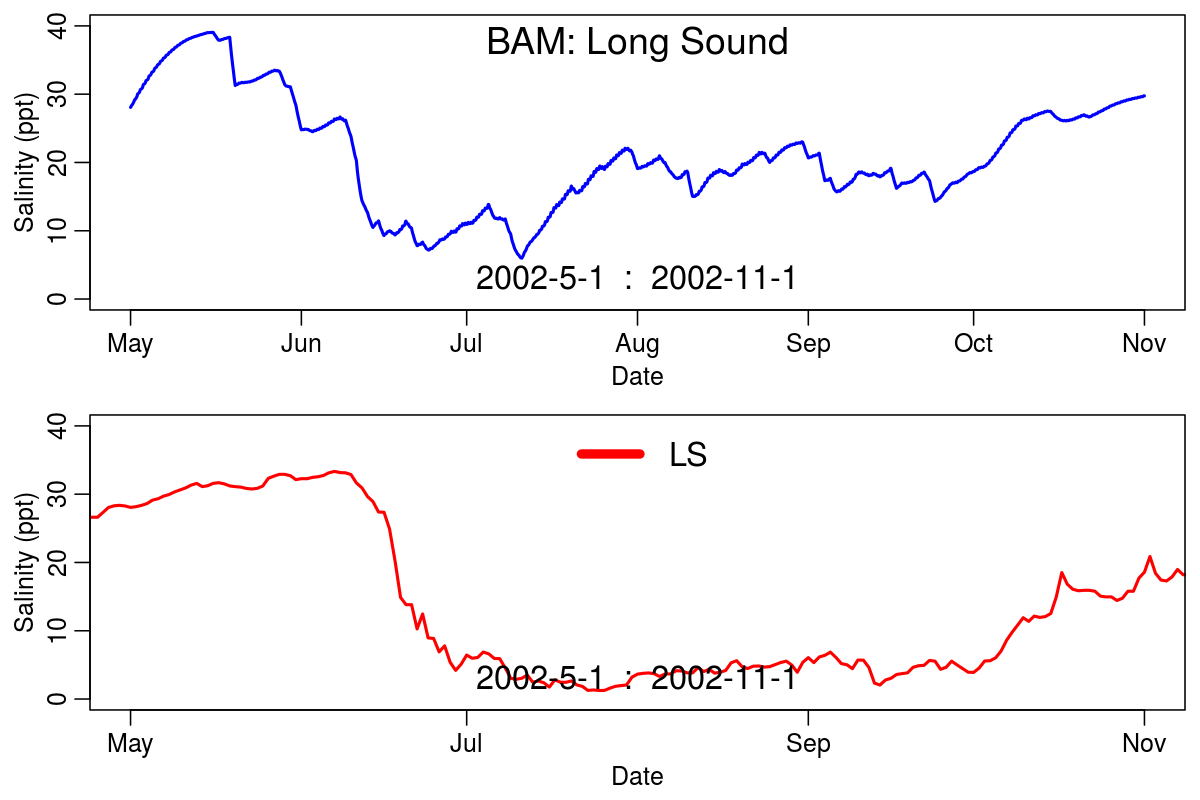 BAM: Long Sound
40
30
20
10
0
Salinity (ppt)
2002-5-1 : 2002-11-1
May Jun Jul Aug Sep Oct Nov
Date
LS
40
30
20
10
0
Salinity (ppt)
2002-5-1 : 2002-11-1
May Jul Sep Nov
Date